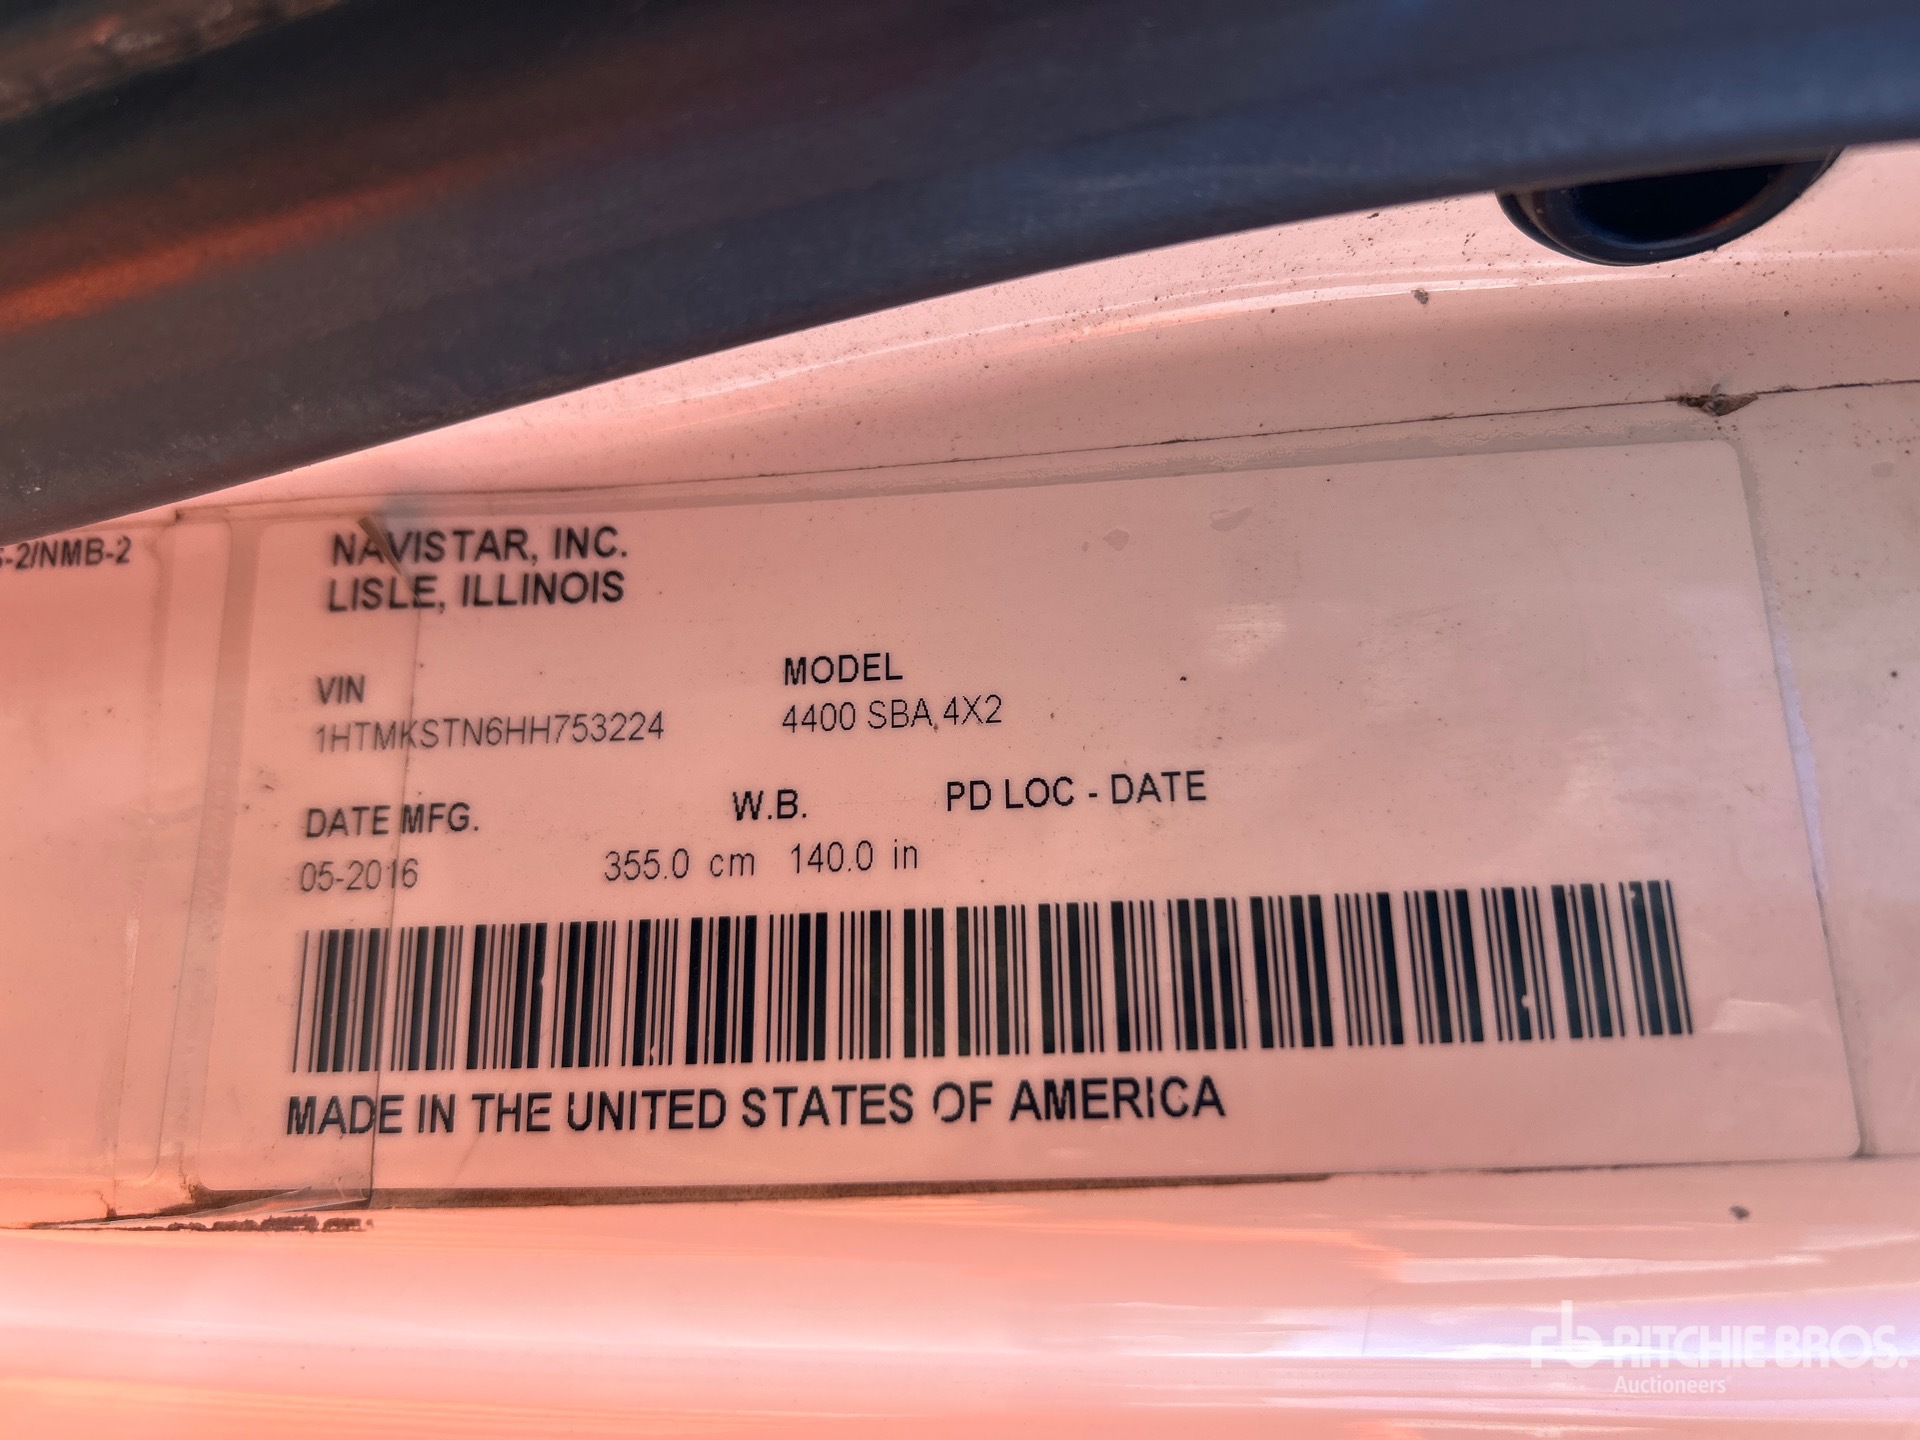 -2/NMB-2
NAVISTAR, INC.
LISLE, ILLINOIS
VIN
1HTMKSTN6HH753224
MODEL
4400 SBA 4X2
DATE MFG.
05-2016
W.B.
355.0 cm 140.0 in
PD LOC - DATE
MADE IN THE UNITED STATES OF AMERICA
rb RITCHIE BROS.
Auctioneers